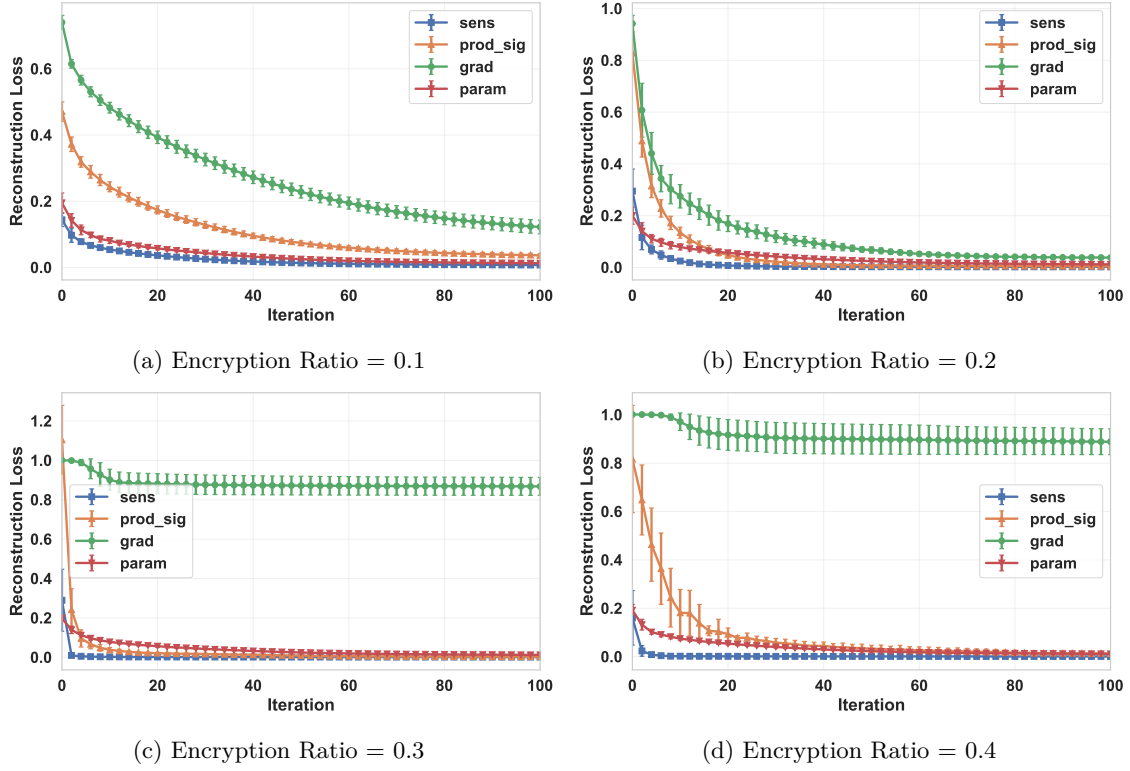 Reconstruction Loss
0.6
0.4
0.2
0.0
0 20 40 60 80 100
Iteration
sens
prod_sig
grad
param
(a) Encryption Ratio = 0.1
Reconstruction Loss
1.0
0.8
0.6
0.4
0.2
0.0
0 20 40 60 80 100
Iteration
sens
prod_sig
grad
param
(b) Encryption Ratio = 0.2
Reconstruction Loss
1.2
1.0
0.8
0.6
0.4
0.2
0.0
0 20 40 60 80 100
Iteration
sens
prod_sig
grad
param
(c) Encryption Ratio = 0.3
Reconstruction Loss
1.0
0.8
0.6
0.4
0.2
0.0
0 20 40 60 80 100
Iteration
sens
prod_sig
grad
param
(d) Encryption Ratio = 0.4